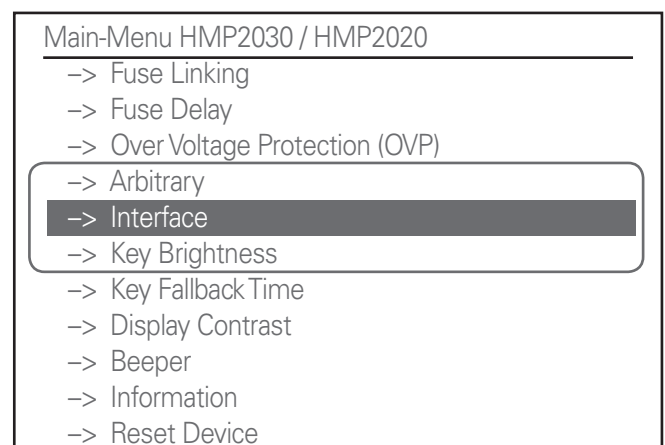 Main-Menu HMP2030 / HMP2020
–> Fuse Linking
–> Fuse Delay
–> Over Voltage Protection (OVP)
–> Arbitrary
–> Interface
–> Key Brightness
–> Key Fallback Time
–> Display Contrast
–> Beeper
–> Information
–> Reset Device